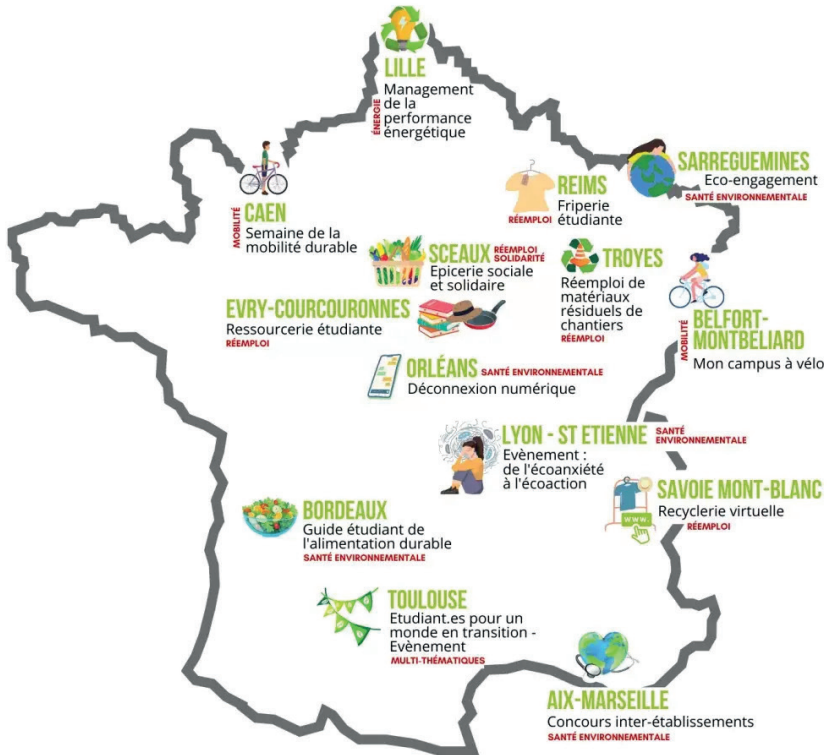 LILLE
Management
de la
performance
énergétique
ÉNERGIE
CAEN
Semaine de la
mobilité durable
MOBILITÉ
REIMS
Friperie
étudiante
RÉEMPLOI
SARREGUEMINES
Eco-engagement
SANTÉ ENVIRONNEMENTALE
SCEAUX RÉEMPLOI
SOLIDARITÉ
Epicerie sociale
et solidaire
TROYES
Réemploi de
matériaux
résiduels de
chantiers
RÉEMPLOI
EVRY-COURCOURONNES
Ressourcerie étudiante
RÉEMPLOI
BELFORT-
MONTBELIARD
Mon campus à vélo
MOBILITÉ
ORLÉANS SANTÉ ENVIRONNEMENTALE
Déconnexion numérique
LYON - ST ETIENNE SANTÉ
ENVIRONNEMENTALE
Evènement :
de l'écoanxiété
à l'écoaction
SAVOIE MONT-BLANC
Recyclerie virtuelle
RÉEMPLOI
WWW.
BORDEAUX
Guide étudiant de
l'alimentation durable
SANTÉ ENVIRONNEMENTALE
TOULOUSE
Etudiant.es pour un
monde en transition -
Evènement
MULTI-THÉMATIQUES
AIX-MARSEILLE
Concours inter-établissements
SANTÉ ENVIRONNEMENTALE